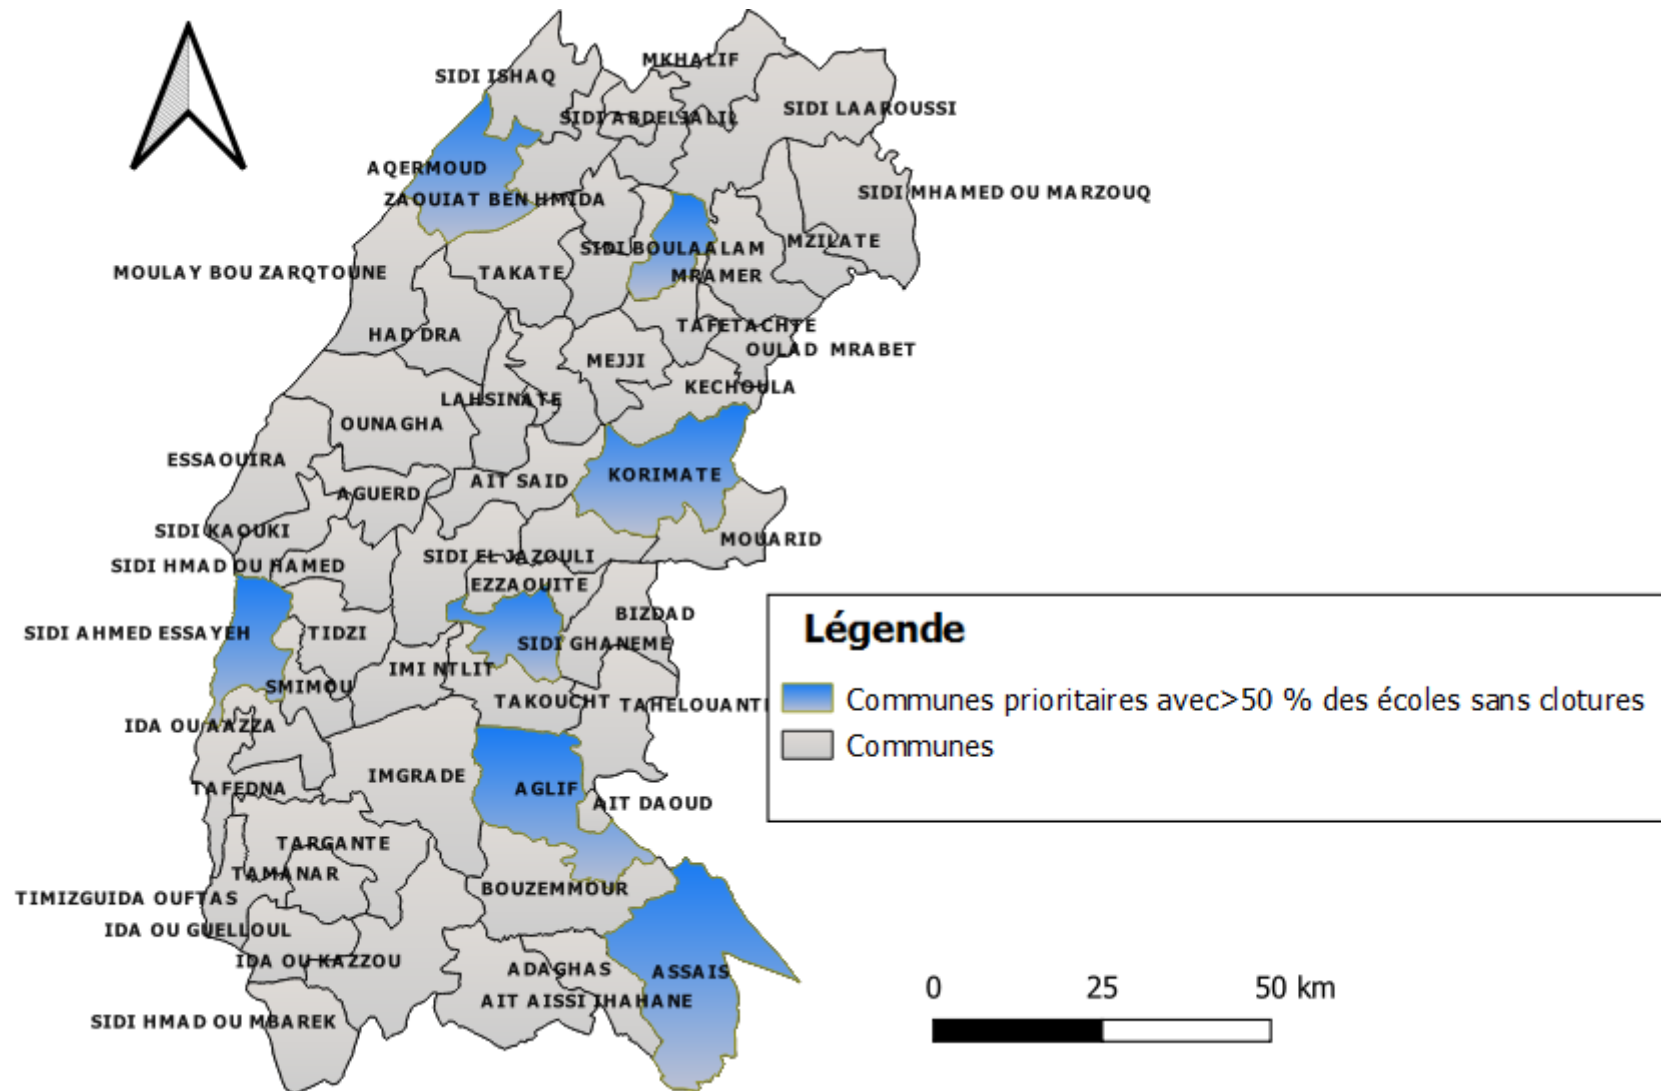 SIDI ISHAQ
MKHALIF
SIDI ABDELJALIL
SIDI LAAROUSSI
AQERMOUD
ZAOUIAT BEN HMIDA
SIDI MHAMED OU MARZOUQ
SIDI BOULAALAM
MZILATE
MOULAY BOU ZARQTOUNE
TAKATE
MRAMER
HAD DRA
TAFETACHTE
OULAD MRABET
MEJJI
KECHOULA
LAHSINATE
OUNAGHA
ESSAOUIRA
AIT SAID
KORIMATE
AGUERD
SIDI KAOUKI
MOUARID
SIDI HMAD OU HAMED
SIDI EL JAZOULI
EZZAOUITE
BIZDAD
SIDI AHMED ESSAYEH
TIDZI
SIDI GHANEME
IMI NTLIT
SMIMOU
TAKOUCHT
TAHELOUANTE
IDA OU AAZZA
IMGRADE
TAFEDNA
AGLIF
AIT DAOUD
TARGANTE
TAMANAR
BOUZEMMOUR
TIMIZGUIDA OUFTAS
IDA OU GUELLOUL
IDA OU KAZZOU
ADAGHAS
ASSAIS
AIT AISSI IHAHANE
SIDI HMAD OU MBAREK
Légende
Communes prioritaires avec>50 % des écoles sans clotures
Communes
0 25 50 km